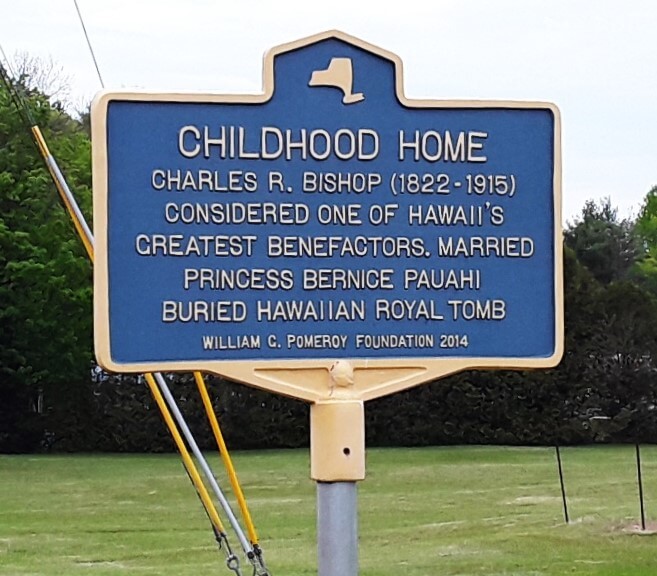 CHILDHOOD HOME
CHARLES R. BISHOP (1822-1915)
CONSIDERED ONE OF HAWAII'S
GREATEST BENEFACTORS. MARRIED
PRINCESS BERNICE PAUAHI
BURIED HAWAIIAN ROYAL TOMB
WILLIAM G. POMEROY FOUNDATION 2014